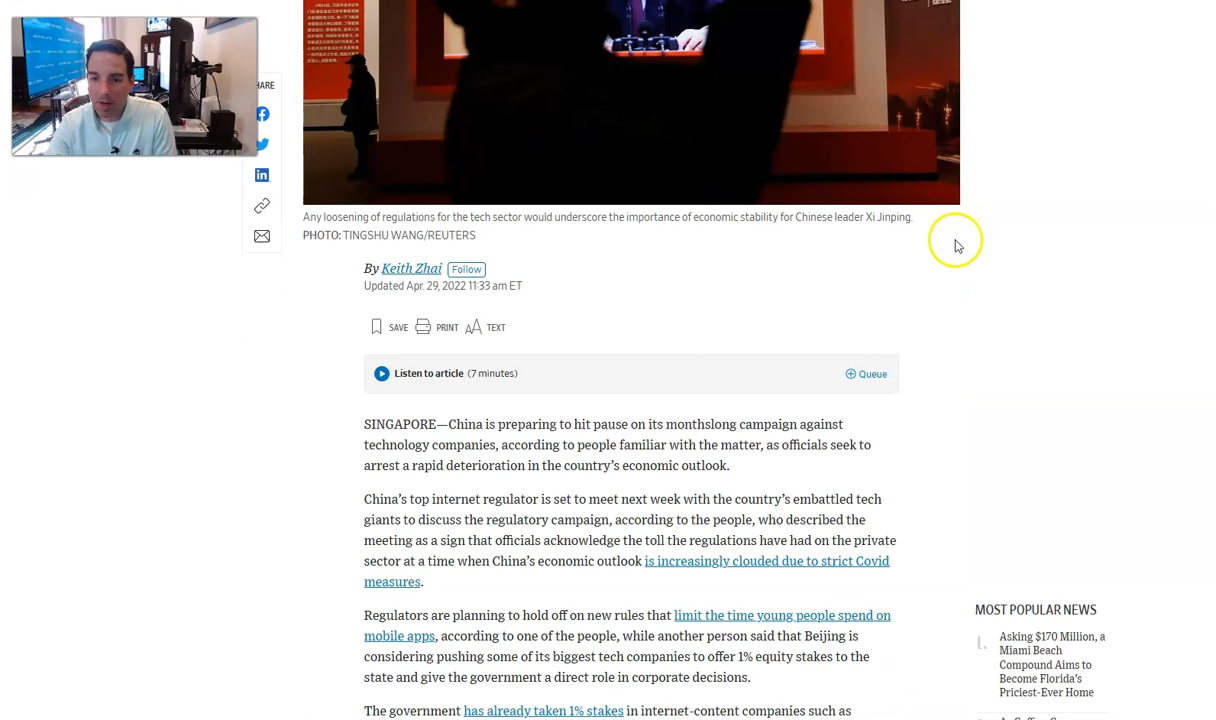 SHARE
Any loosening of regulations for the tech sector would underscore the importance of economic stability for Chinese leader Xi Jinping.
PHOTO: TINGSHU WANG/REUTERS
By Keith Zhai Follow
Updated Apr. 29, 2022 11:33 am ET
SAVE PRINT AA TEXT
Listen to article (7 minutes)
Queue
SINGAPORE—China is preparing to hit pause on its monthslong campaign against
technology companies, according to people familiar with the matter, as officials seek to
arrest a rapid deterioration in the country's economic outlook.
China's top internet regulator is set to meet next week with the country's embattled tech
giants to discuss the regulatory campaign, according to the people, who described the
meeting as a sign that officials acknowledge the toll the regulations have had on the private
sector at a time when China's economic outlook is increasingly clouded due to strict Covid
measures.
Regulators are planning to hold off on new rules that limit the time young people spend on
mobile apps, according to one of the people, while another person said that Beijing is
considering pushing some of its biggest tech companies to offer 1% equity stakes to the
state and give the government a direct role in corporate decisions.
The government has already taken 1% stakes in internet-content companies such as
MOST POPULAR NEWS
1.
Asking $170 Million, a
Miami Beach
Compound Aims to
Become Florida's
Priciest-Ever Home